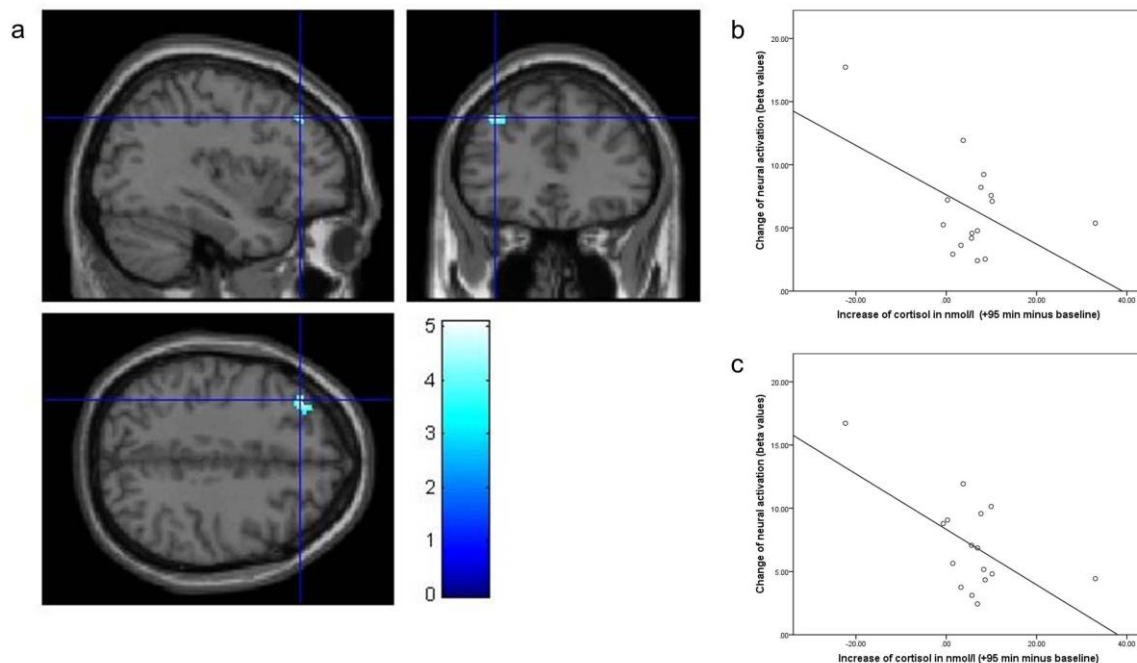 a
5
4
3
2
1
0
b
Change of neural activation (beta values)
20.00
15.00
10.00
5.00
.00
-20.00 .00 20.00 40.00
Increase of cortisol in nmol/l (+95 min minus baseline)
c
Change of neural activation (beta values)
20.00
15.00
10.00
5.00
.00
-20.00 .00 20.00 40.00
Increase of cortisol in nmol/l (+95 min minus baseline)